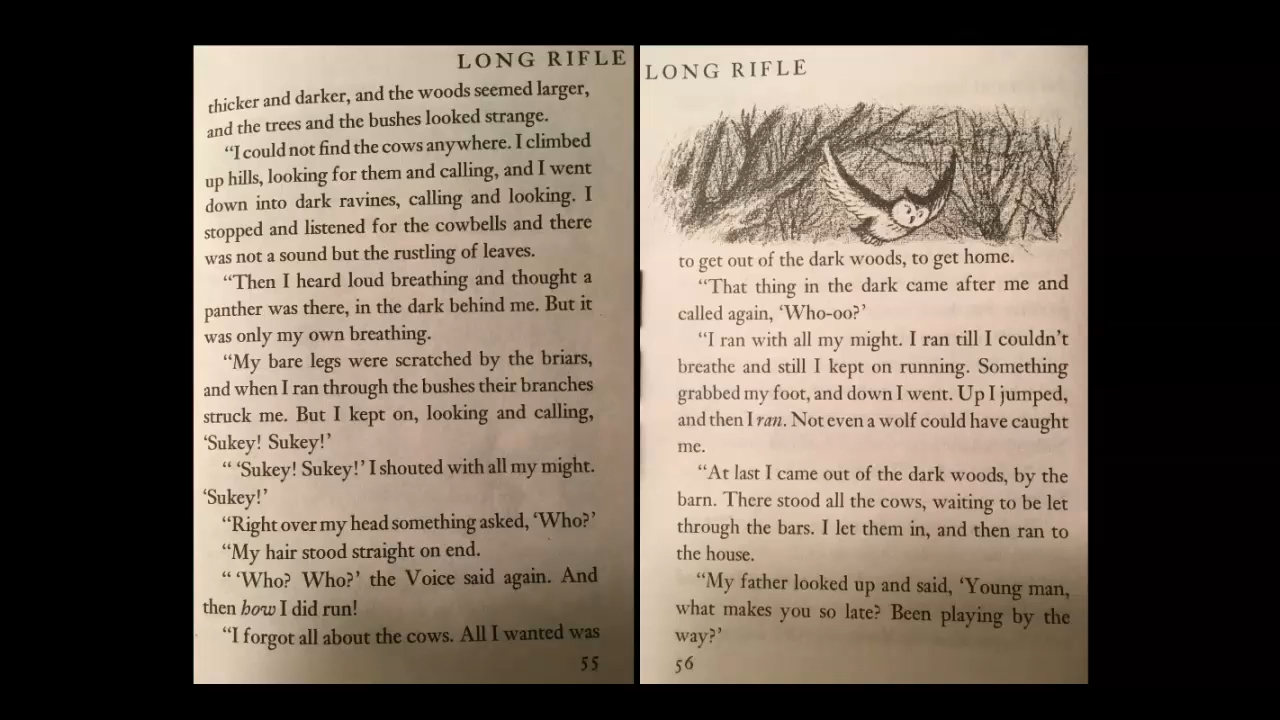 LONG RIFLE
thicker and darker, and the woods seemed larger,
and the trees and the bushes looked strange.
“I could not find the cows anywhere. I climbed
up hills, looking for them and calling, and I went
down into dark ravines, calling and looking. I
stopped and listened for the cowbells and there
was not a sound but the rustling of leaves.
“Then I heard loud breathing and thought a
panther was there, in the dark behind me. But it
was only my own breathing.
“My bare legs were scratched by the briars,
and when I ran through the bushes their branches
struck me. But I kept on, looking and calling,
‘Sukey! Sukey!’
“ ‘Sukey! Sukey!’ I shouted with all my might.
‘Sukey!’
“Right over my head something asked, ‘Who?’
“My hair stood straight on end.
“ ‘Who? Who?’ the Voice said again. And
then how I did run!
“I forgot all about the cows. All I wanted was
55
LONG RIFLE
to get out of the dark woods, to get home.
“That thing in the dark came after me and
called again, ‘Who-oo?’
“I ran with all my might. I ran till I couldn’t
breathe and still I kept on running. Something
grabbed my foot, and down I went. Up I jumped,
and then I ran. Not even a wolf could have caught
me.
“At last I came out of the dark woods, by the
barn. There stood all the cows, waiting to be let
through the bars. I let them in, and then ran to
the house.
“My father looked up and said, ‘Young man,
what makes you so late? Been playing by the
way?’
56